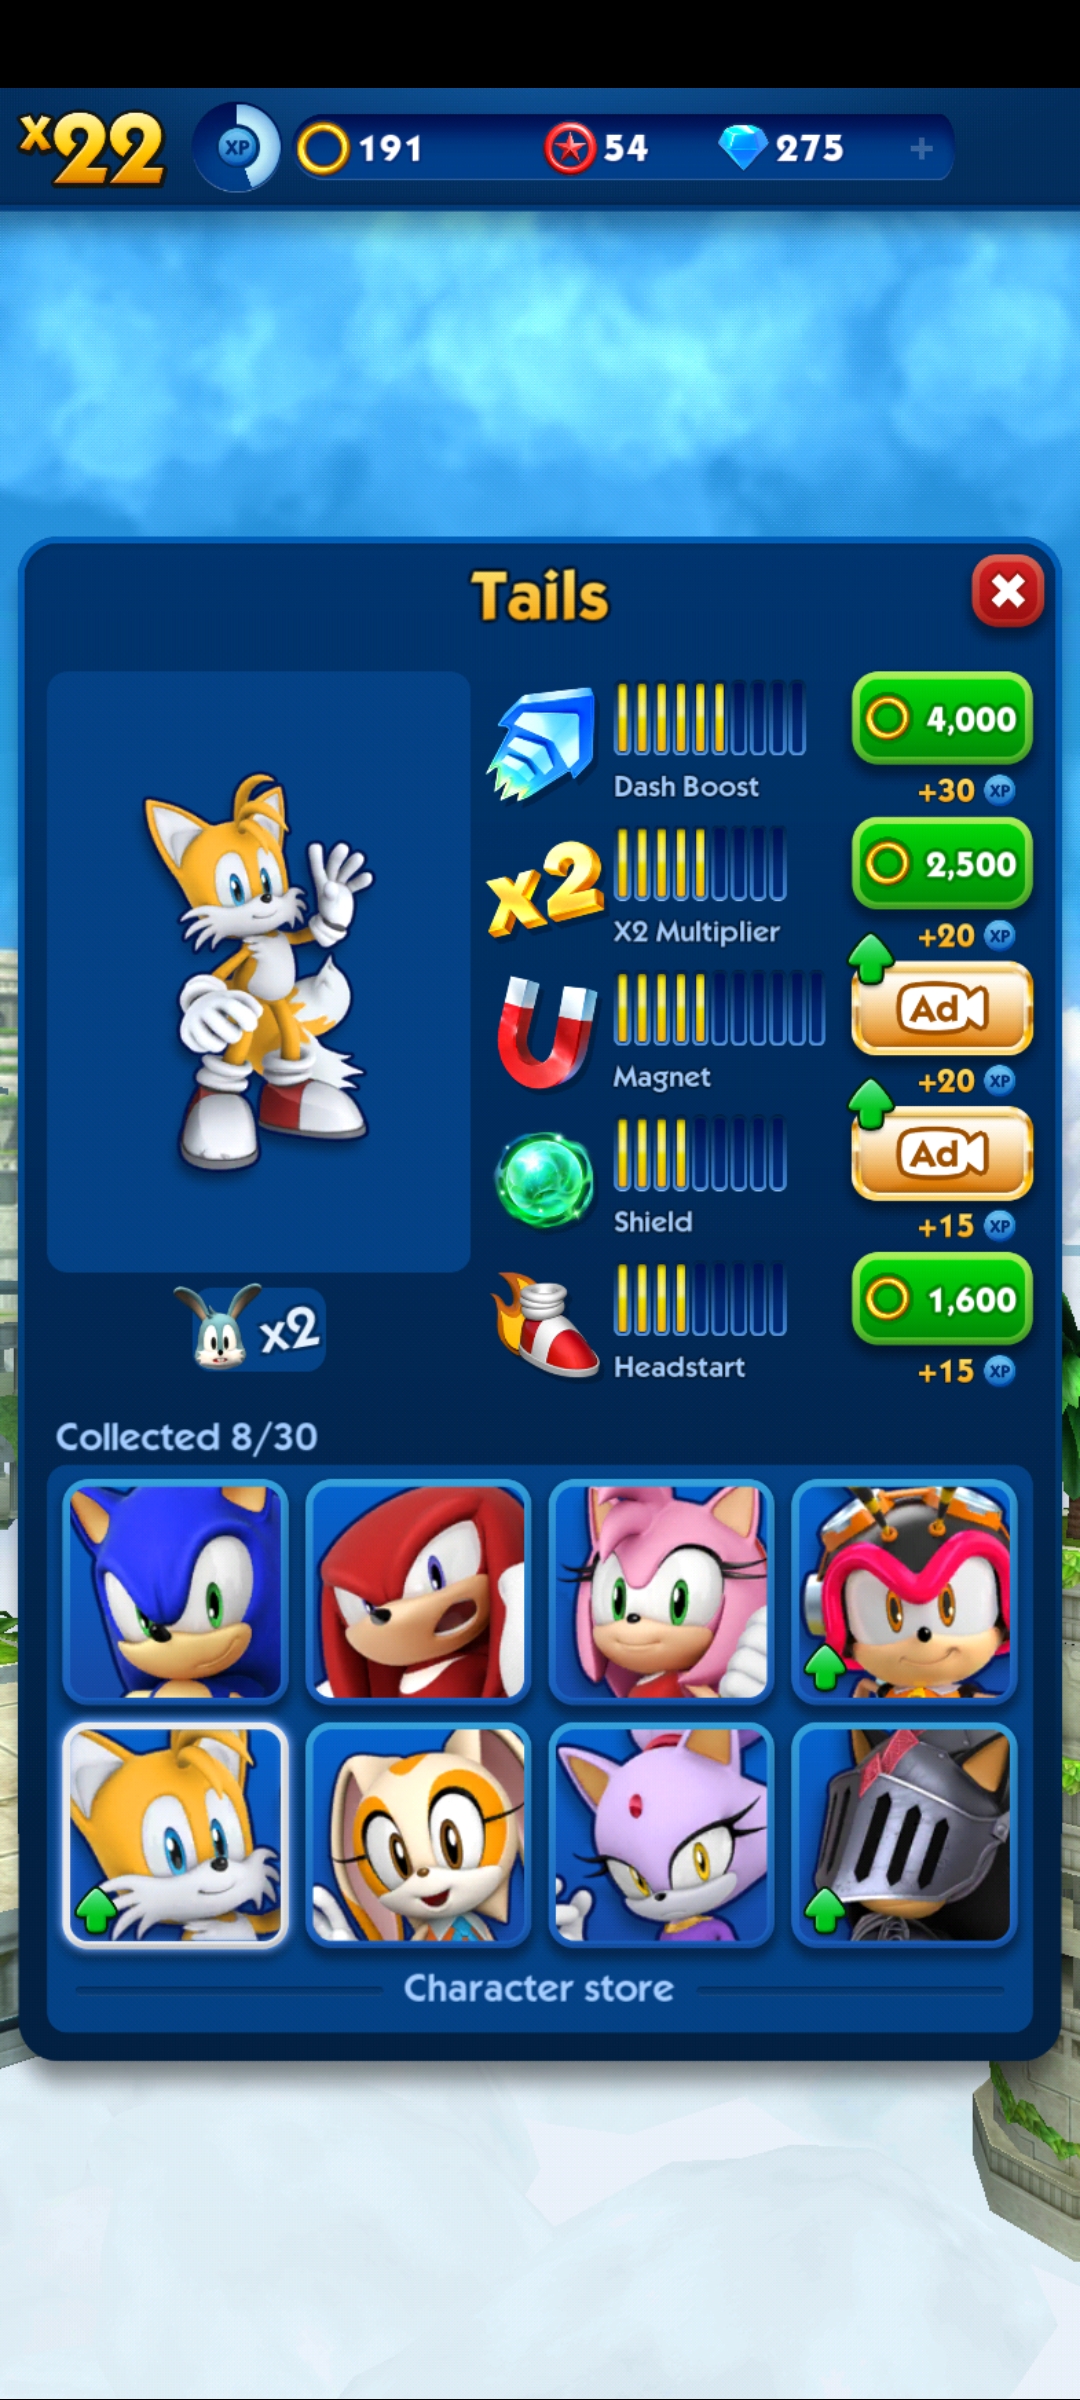 x22 XP 191 54 275 +
Tails
4,000
Dash Boost
+30 XP
x2
2,500
X2 Multiplier
+20 XP
Ad
Magnet
+20 XP
Ad
Shield
+15 XP
1,600
x2
Headstart
+15 XP
Collected 8/30
Character store